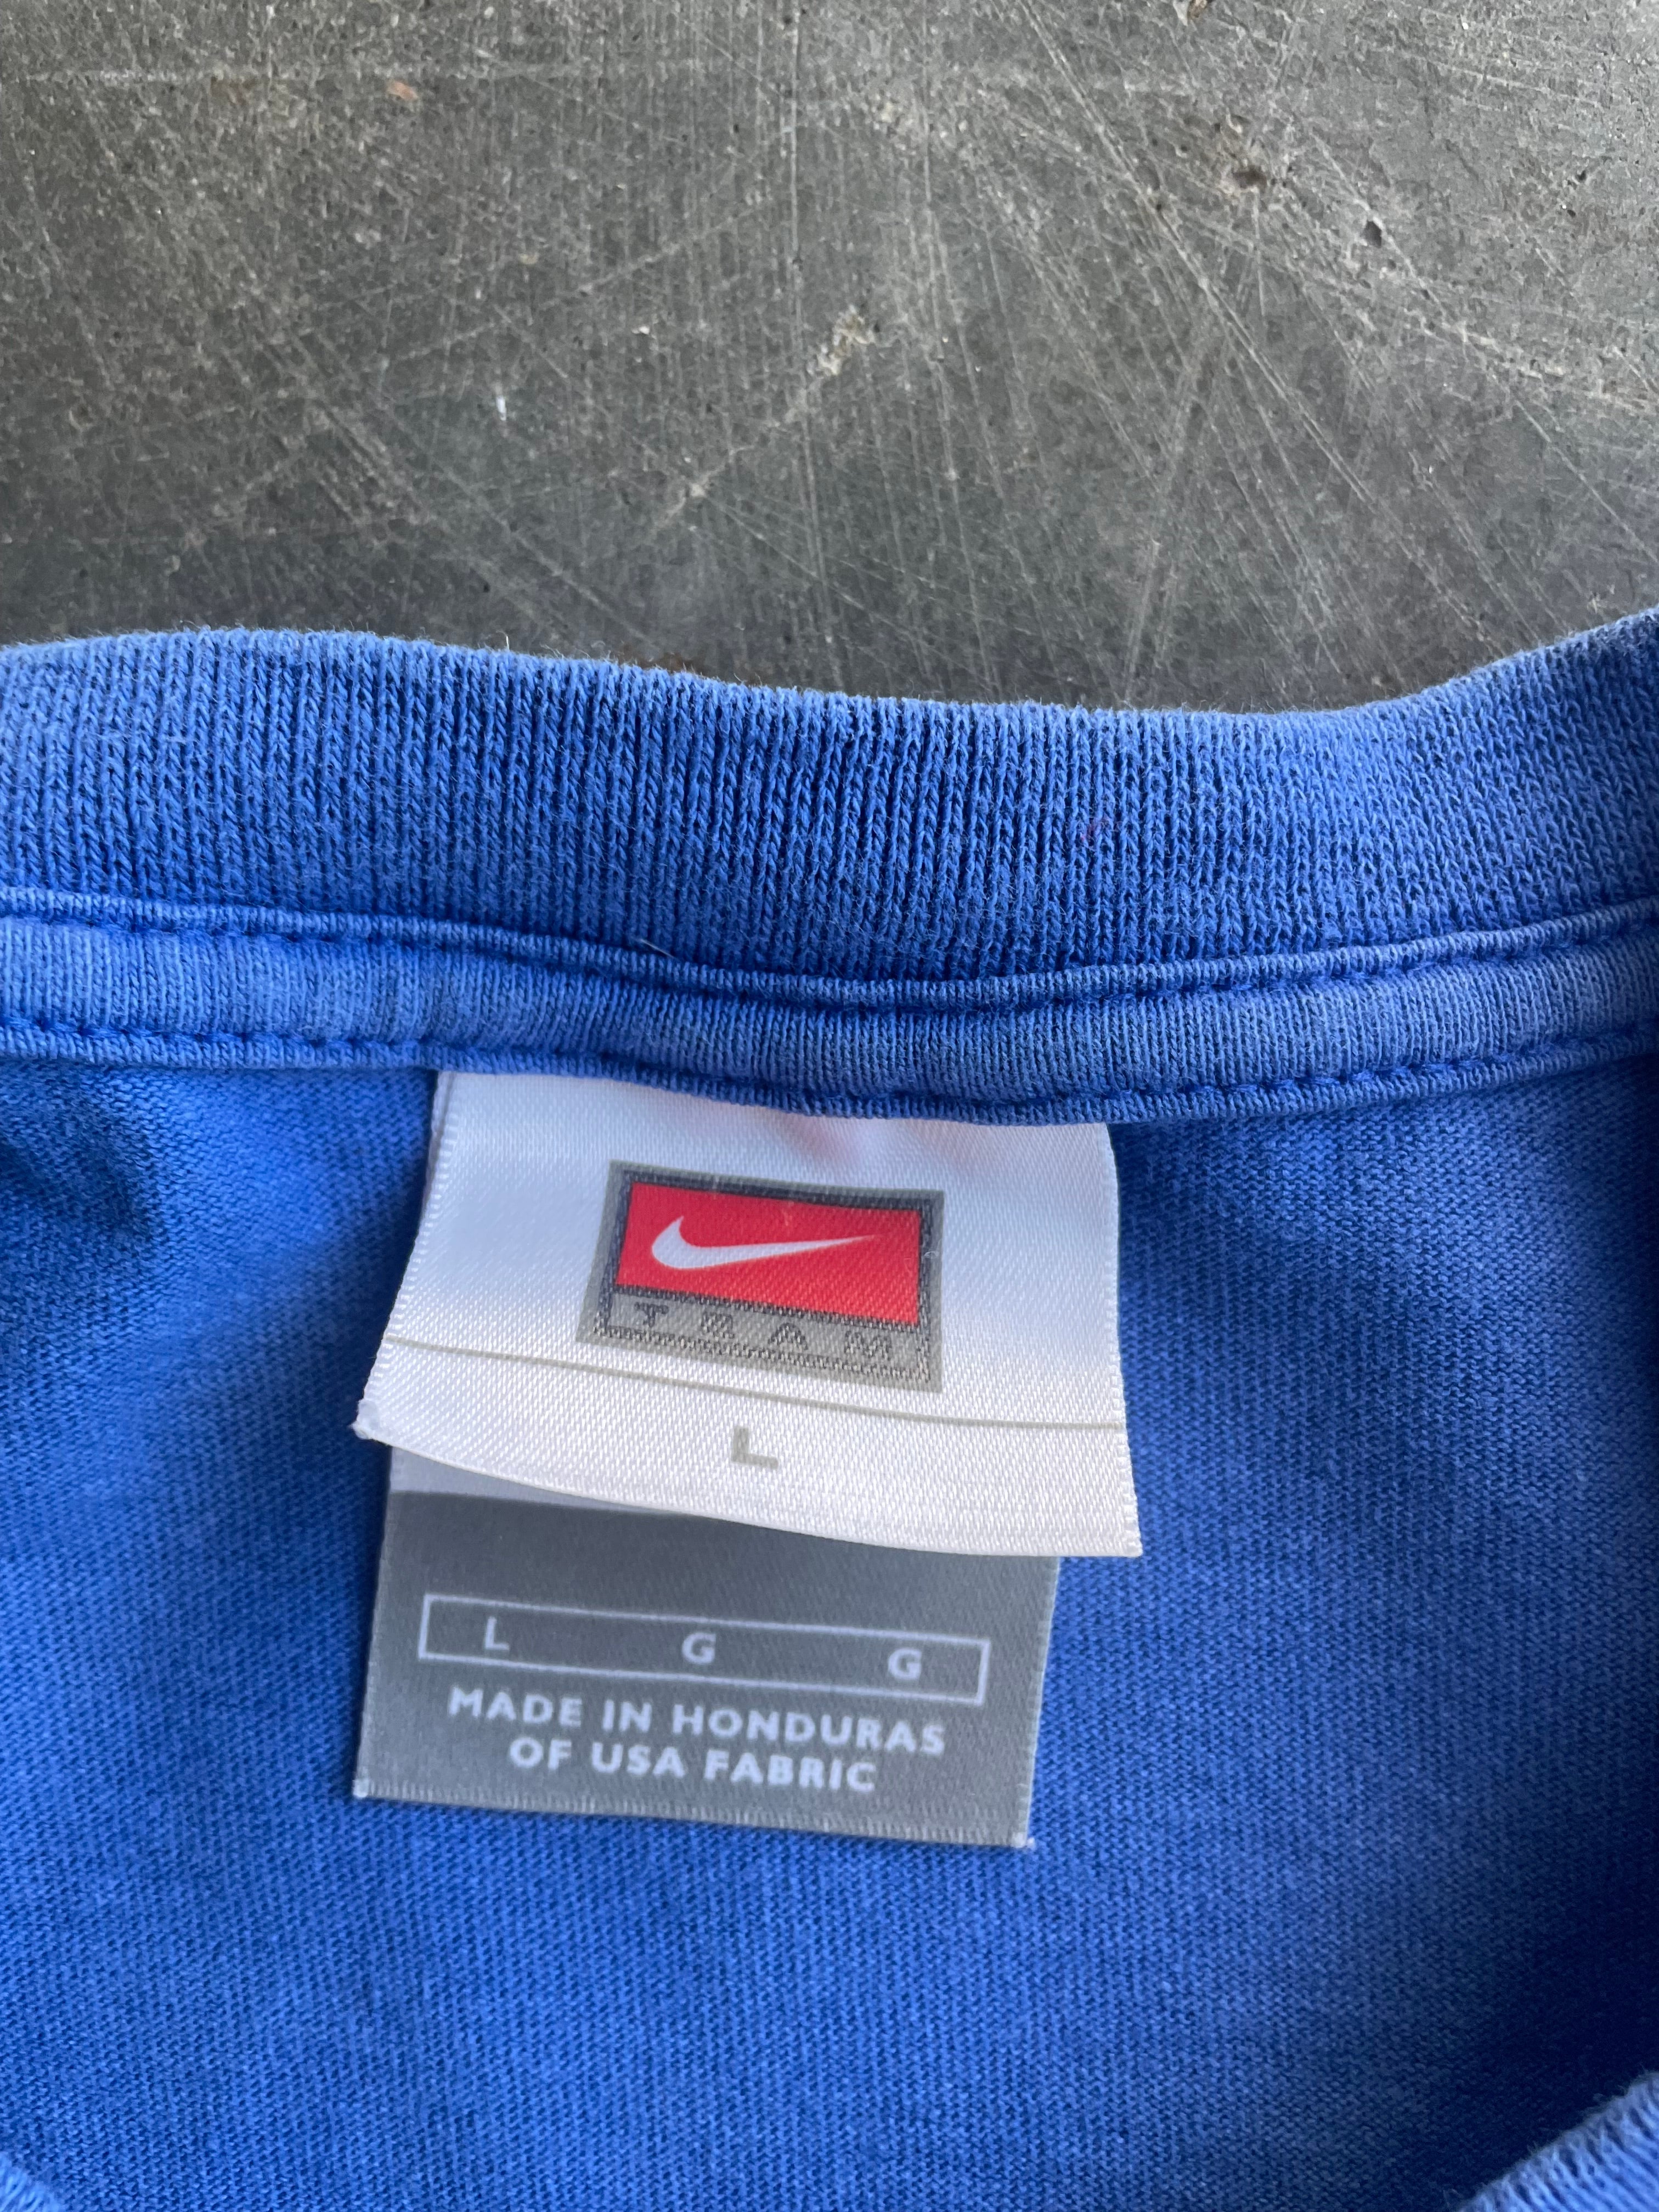 TEAM
L
L G G
MADE IN HONDURAS
OF USA FABRIC